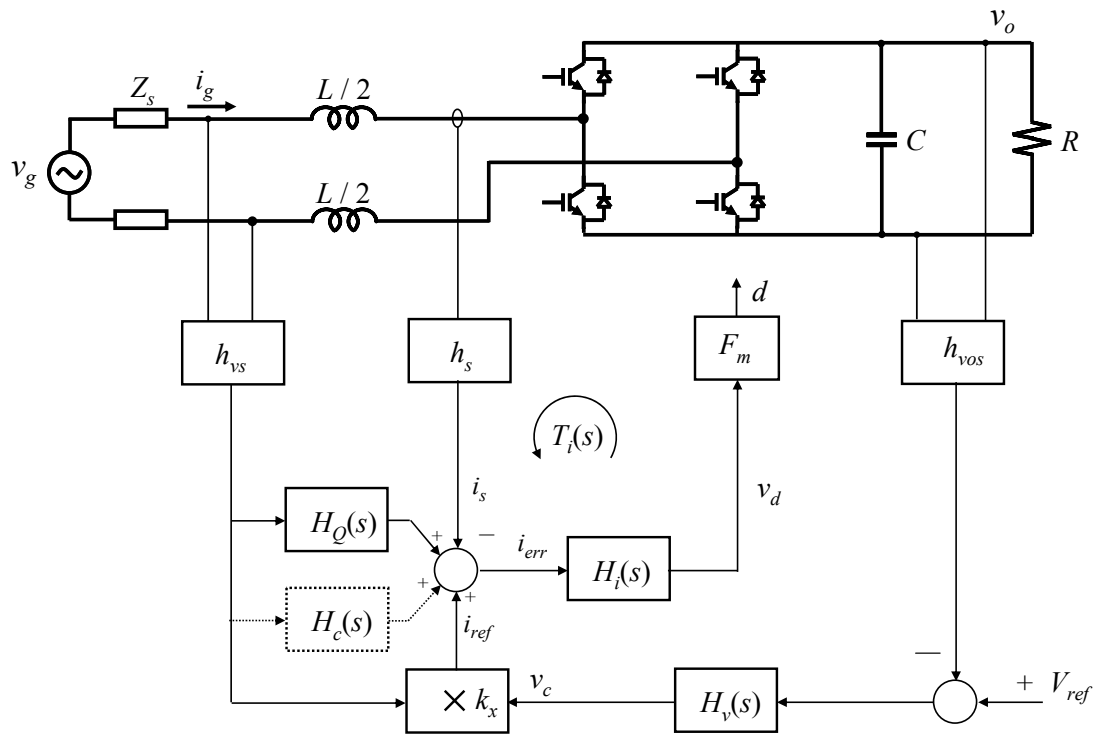 v_o
Z_s
i_g
L / 2
v_g
L / 2
C
R
d
h_vs
h_s
F_m
h_vos
T_i(s)
i_s
v_d
H_Q(s)
+
−
i_err
H_i(s)
+
+
H_c(s)
i_ref
—
× k_x
v_c
H_v(s)
+ V_ref